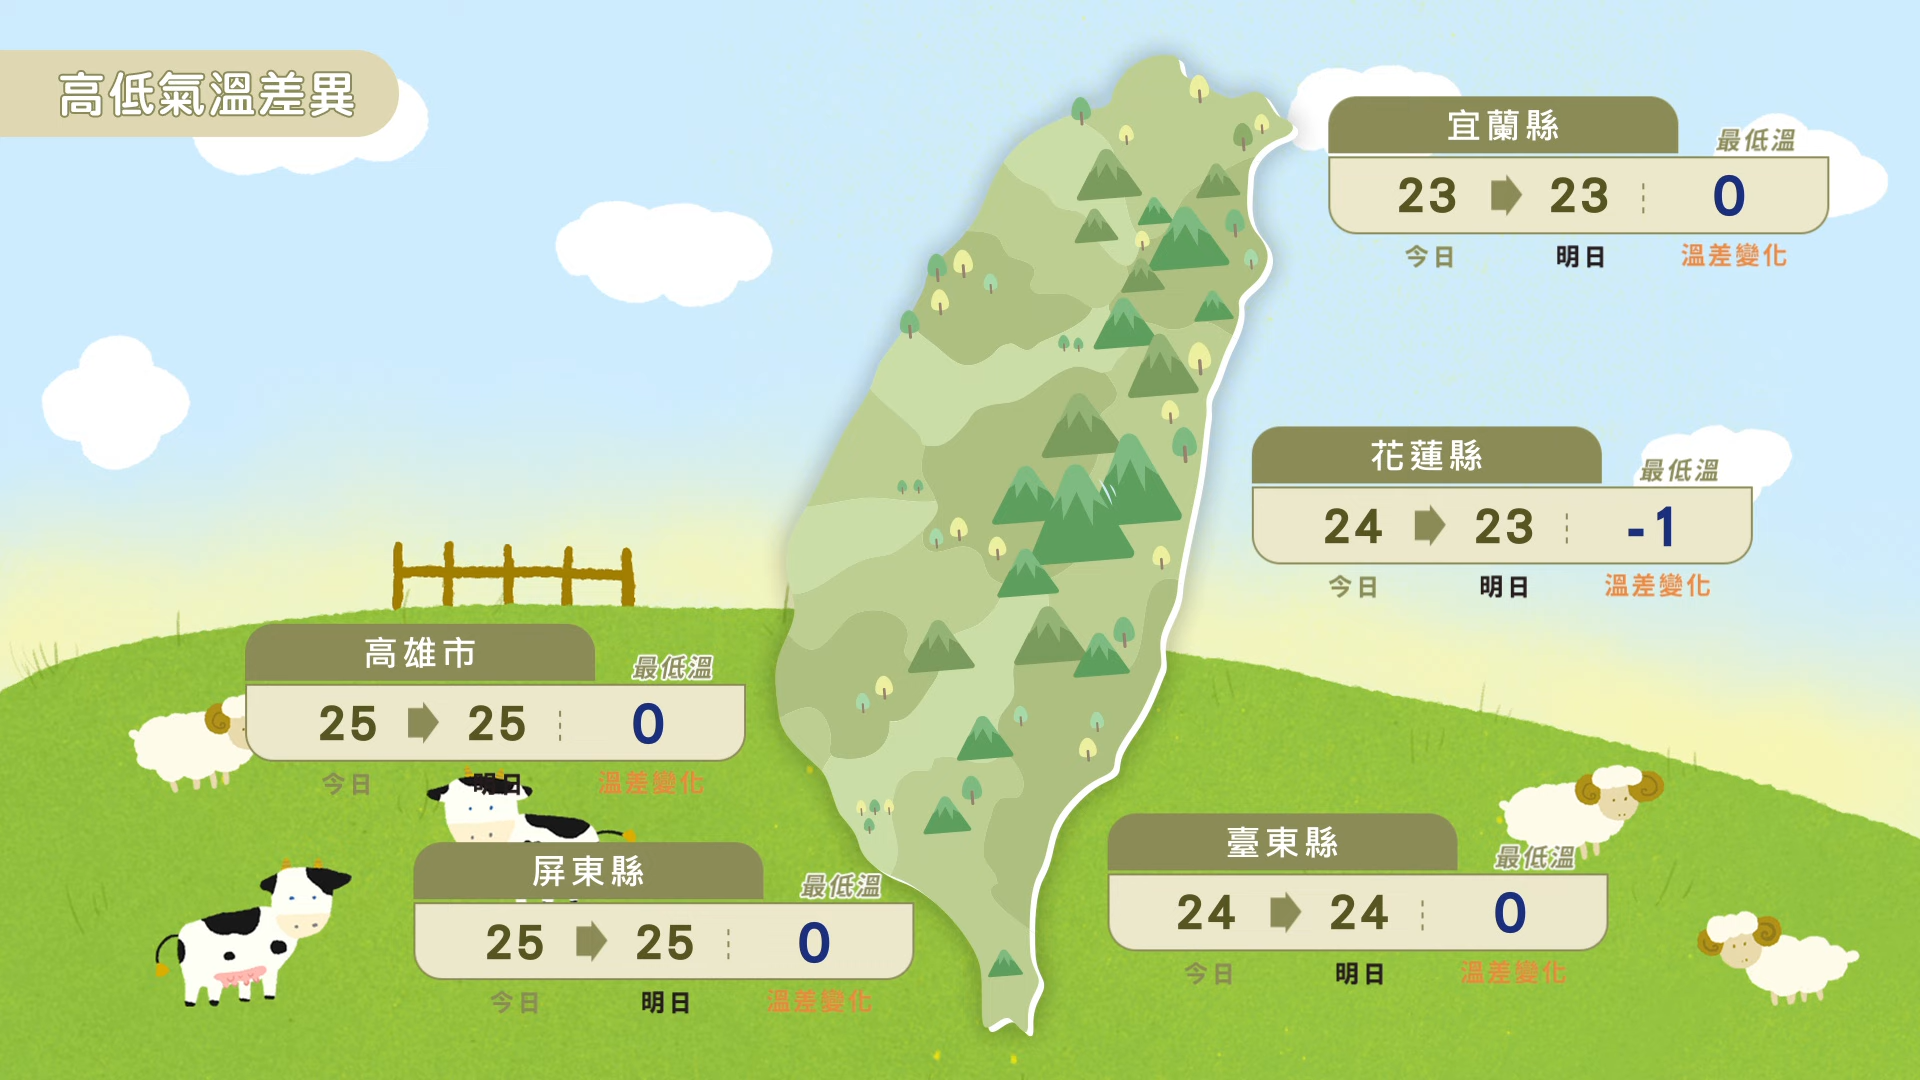 高低氣溫差異
宜蘭縣
最低溫
23 23 0
今日 明日 溫差變化
花蓮縣
最低溫
24 23 -1
今日 明日 溫差變化
高雄市
最低溫
25 25 0
今日 明日 溫差變化
屏東縣
最低溫
25 25 0
今日 明日 溫差變化
臺東縣
最低溫
24 24 0
今日 明日 溫差變化